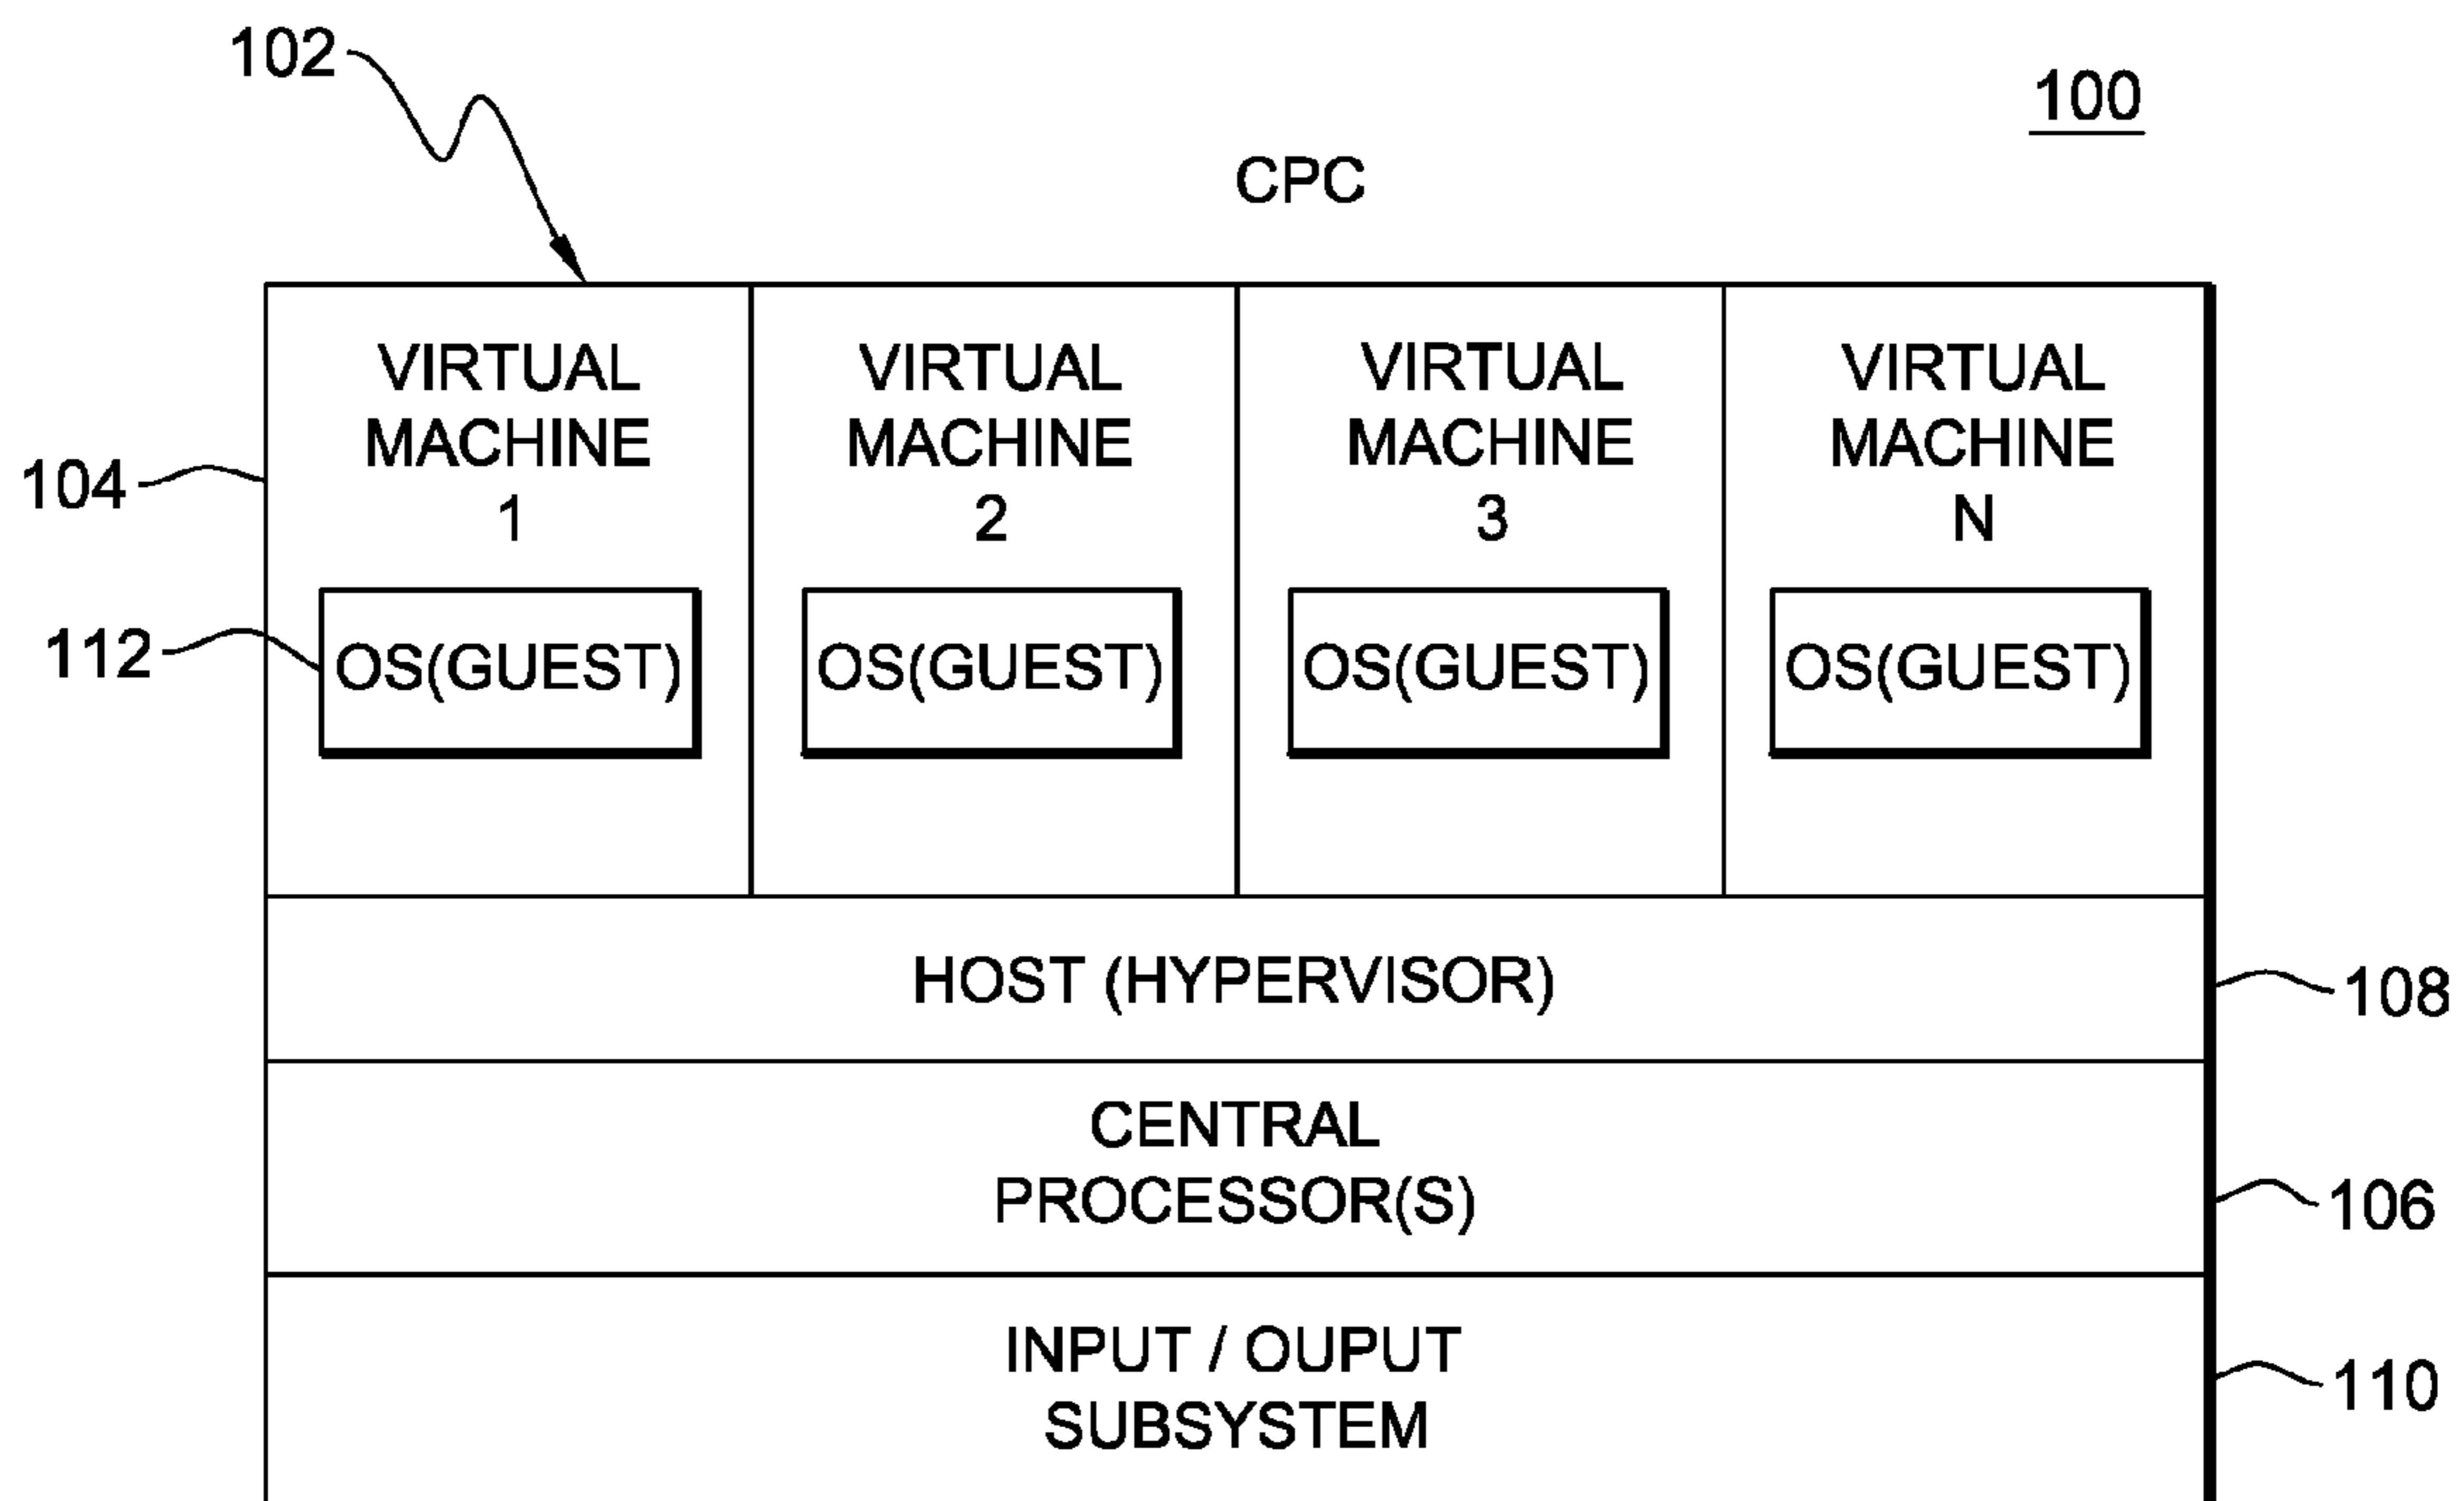 102
100
CPC
VIRTUAL
MACHINE
1
VIRTUAL
MACHINE
2
VIRTUAL
MACHINE
3
VIRTUAL
MACHINE
N
104
112
OS(GUEST)
OS(GUEST)
OS(GUEST)
OS(GUEST)
HOST (HYPERVISOR)
108
CENTRAL
PROCESSOR(S)
106
INPUT / OUPUT
SUBSYSTEM
110